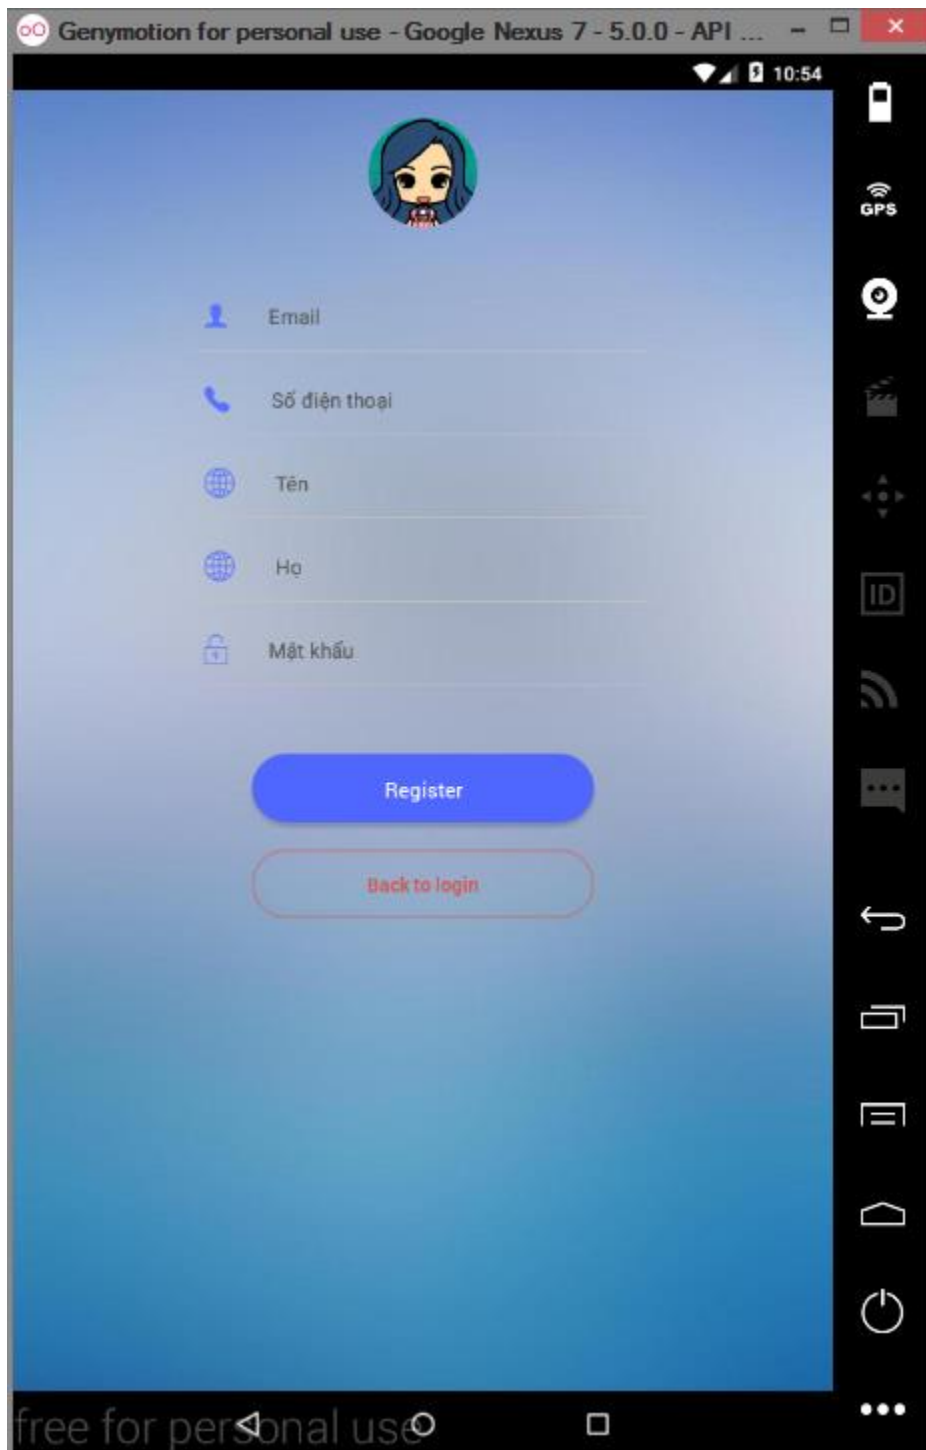 Genymotion for personal use - Google Nexus 7 - 5.0.0 - API ...
10:54
GPS
Email
Số điện thoại
Tên
Họ
ID
Mật khẩu
Register
Back to login
free for personal use